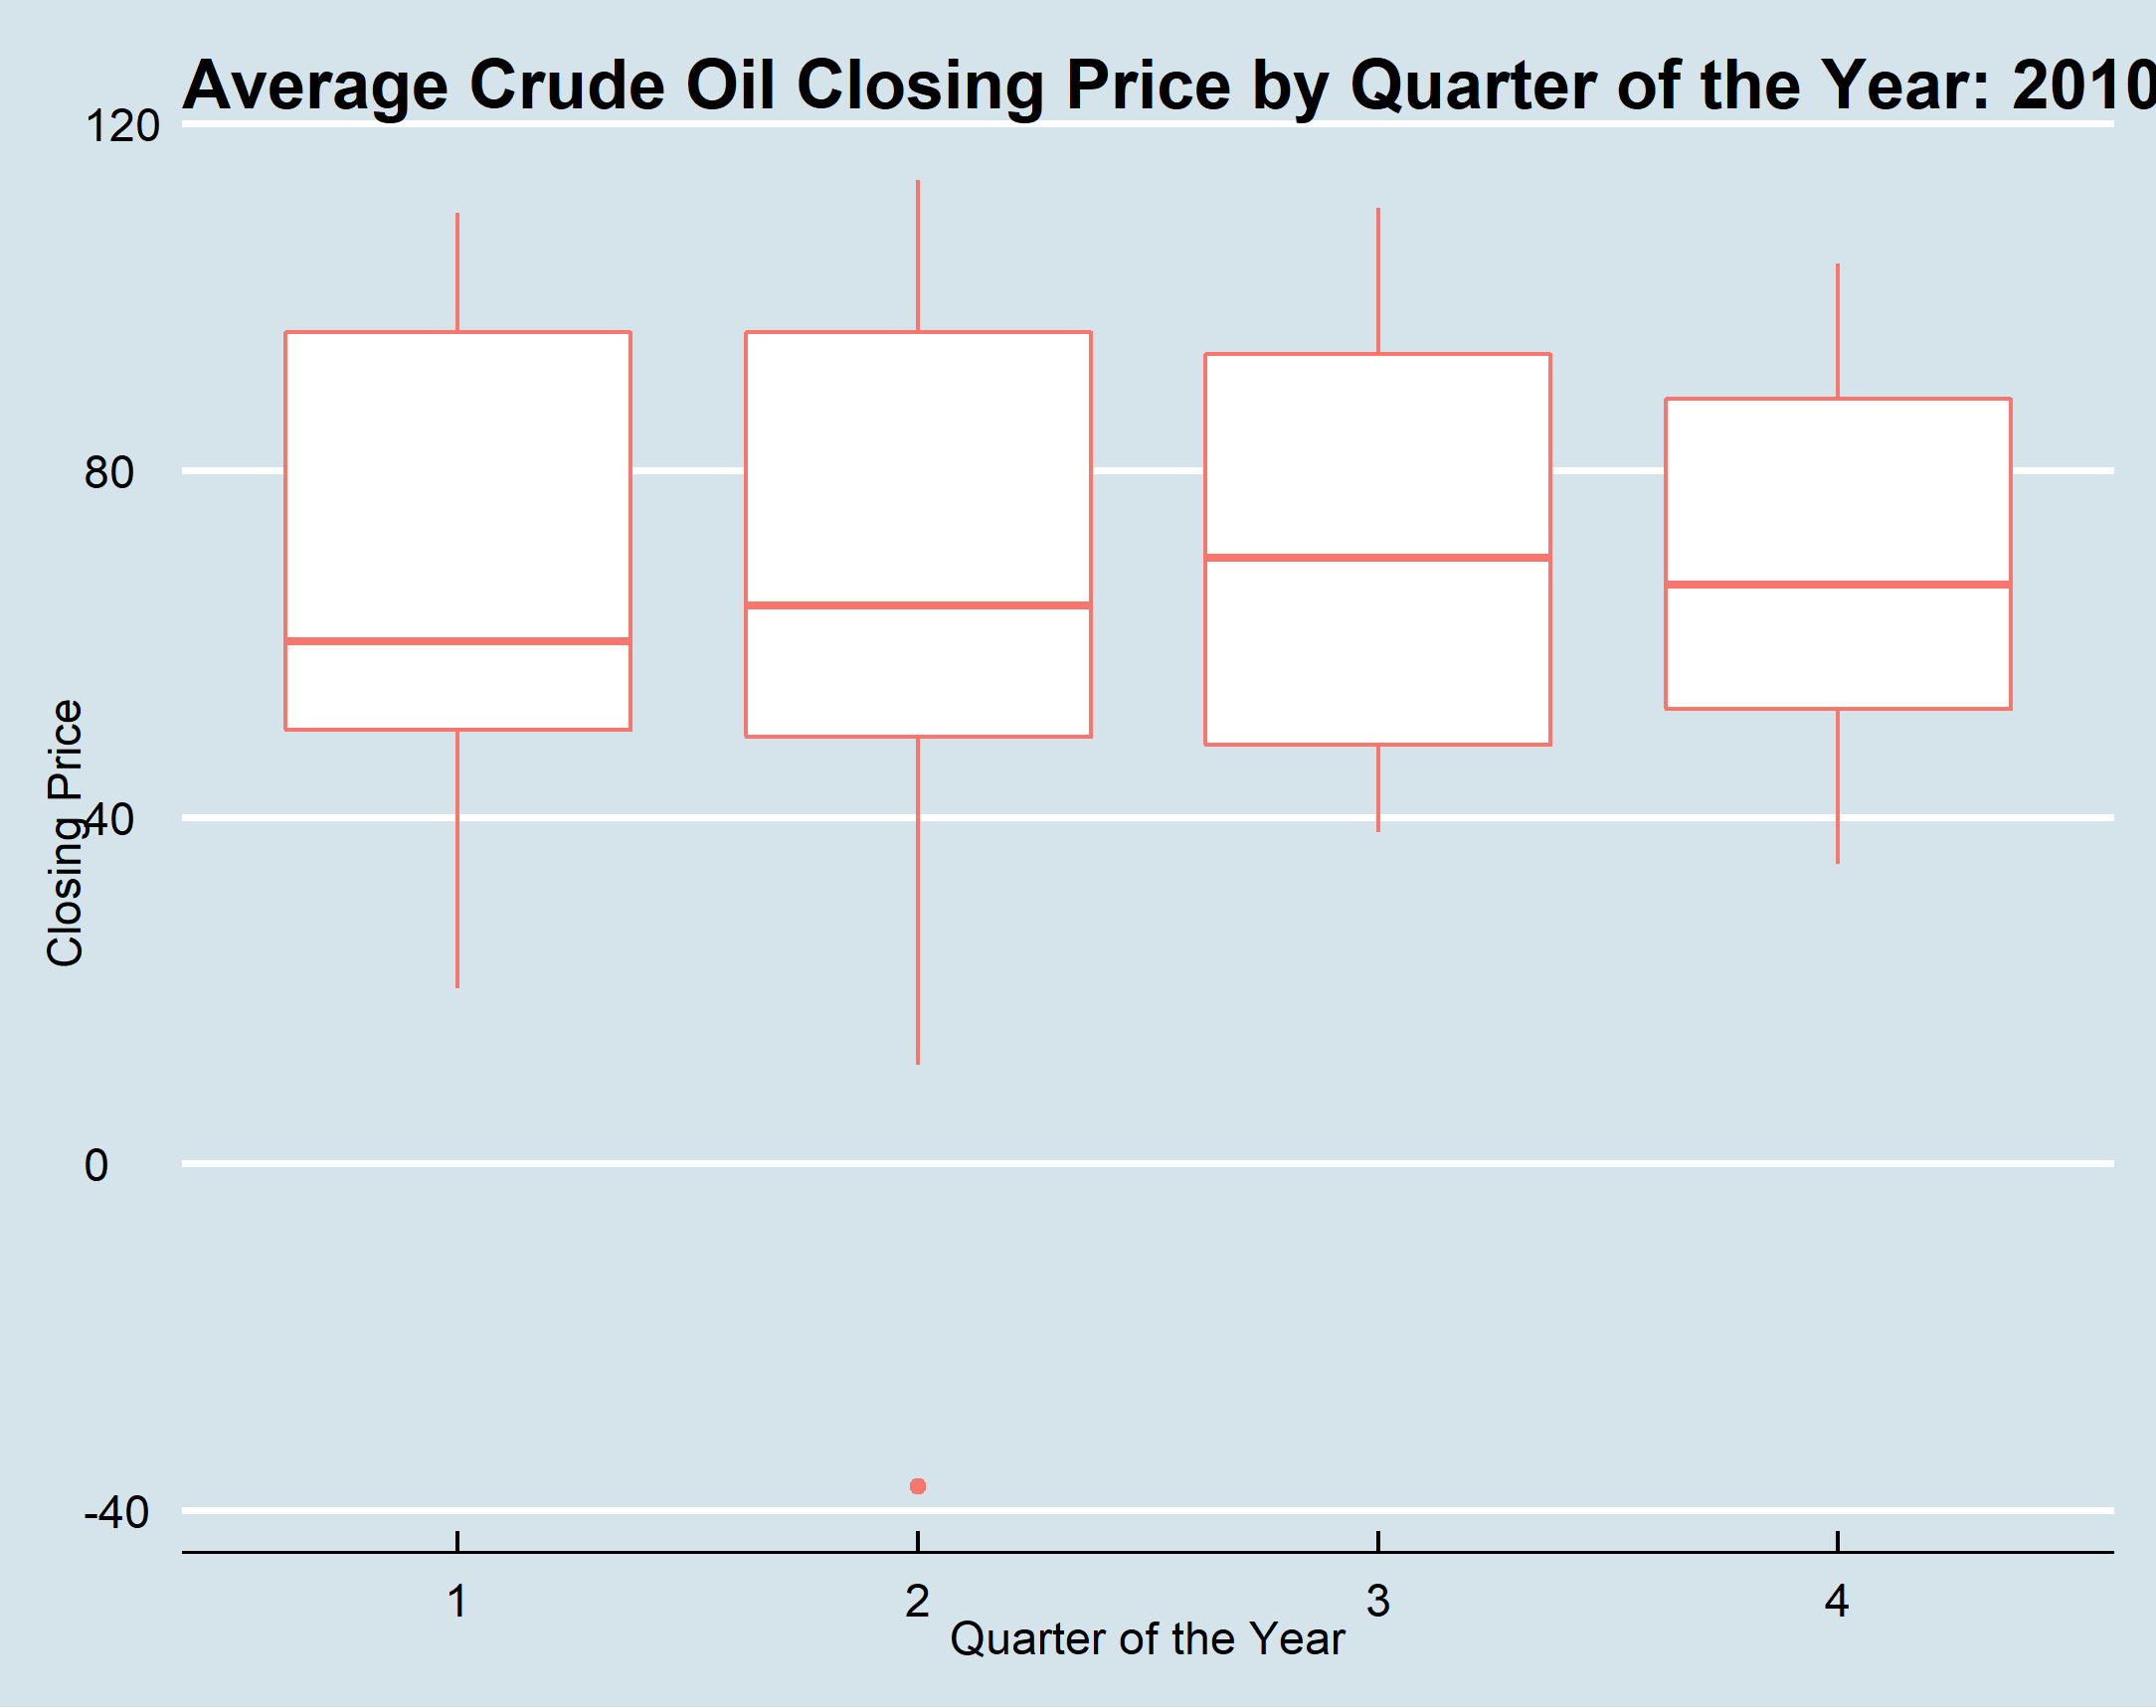 Average Crude Oil Closing Price by Quarter of the Year: 2010
120
80
40
0
-40
Closing Price
1 2 3 4
Quarter of the Year